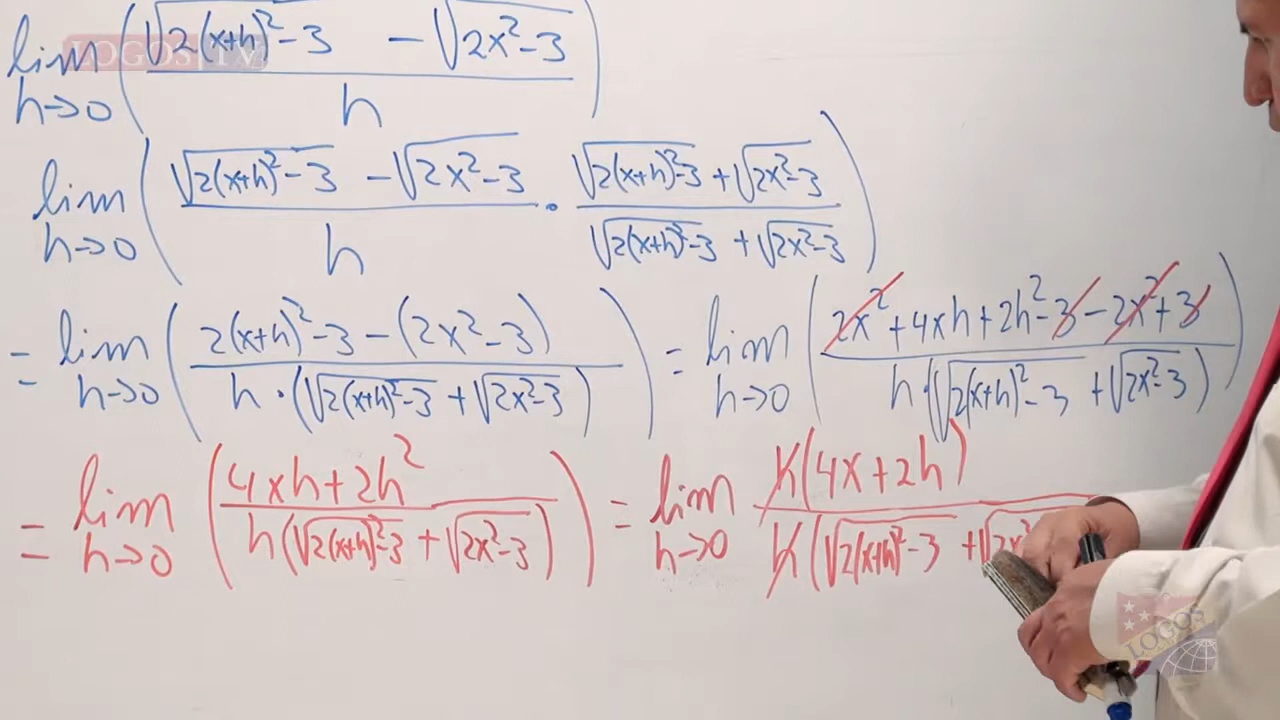 LOGOS TV
lim h→0 ( (√(2(x+h)²-3) - √(2x²-3)) / h )
lim h→0 ( (√(2(x+h)²-3) - √(2x²-3)) / h · (√(2(x+h)²-3) + √(2x²-3)) / (√(2(x+h)²-3) + √(2x²-3)) )
= lim h→0 ( (2(x+h)²-3-(2x²-3)) / (h·(√(2(x+h)²-3) + √(2x²-3))) ) = lim h→0 ( (2x²+4xh+2h²-3-2x²+3) / (h·(√(2(x+h)²-3) + √(2x²-3))) )
= lim h→0 ( (4xh+2h²) / (h(√(2(x+h)²-3) + √(2x²-3))) ) = lim h→0 h(4x+2h) / (h(√(2(x+h)²-3) + √(2x²
LOGOS